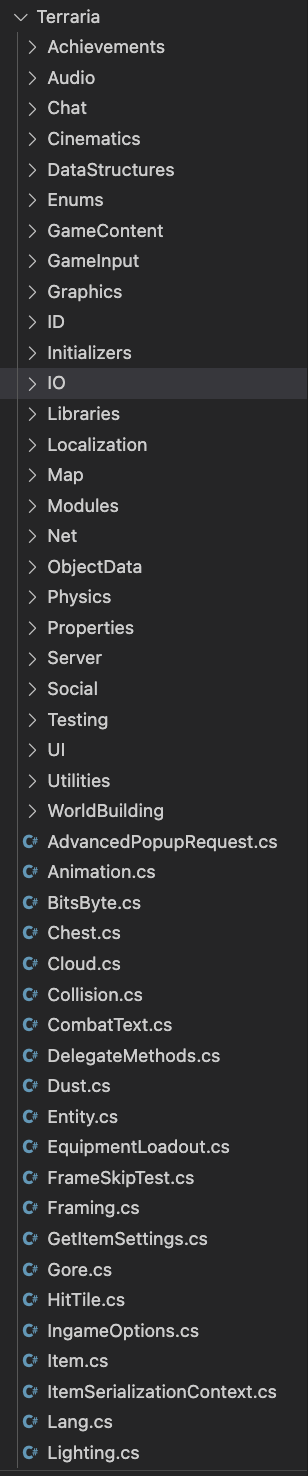 Terraria
Achievements
Audio
Chat
Cinematics
DataStructures
Enums
GameContent
GameInput
Graphics
ID
Initializers
IO
Libraries
Localization
Map
Modules
Net
ObjectData
Physics
Properties
Server
Social
Testing
UI
Utilities
WorldBuilding
C# AdvancedPopupRequest.cs
C# Animation.cs
C# BitsByte.cs
C# Chest.cs
C# Cloud.cs
C# Collision.cs
C# CombatText.cs
C# DelegateMethods.cs
C# Dust.cs
C# Entity.cs
C# EquipmentLoadout.cs
C# FrameSkipTest.cs
C# Framing.cs
C# GetItemSettings.cs
C# Gore.cs
C# HitTile.cs
C# IngameOptions.cs
C# Item.cs
C# ItemSerializationContext.cs
C# Lang.cs
C# Lighting.cs